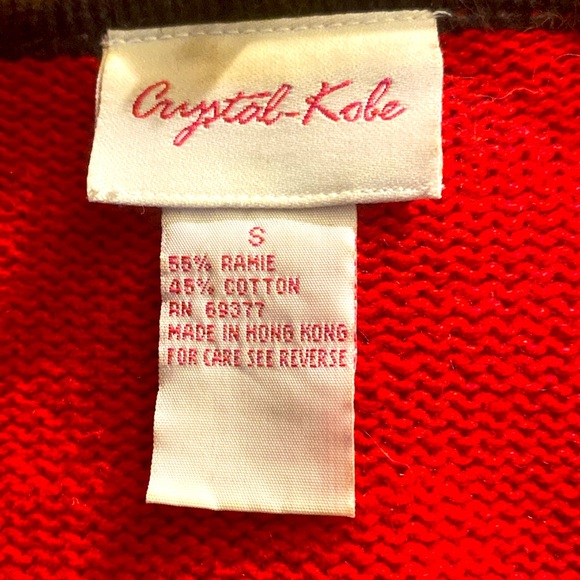 Crystal-Kobe
S
55% RAMIE
45% COTTON
RN 69377
MADE IN HONG KONG
FOR CARE SEE REVERSE